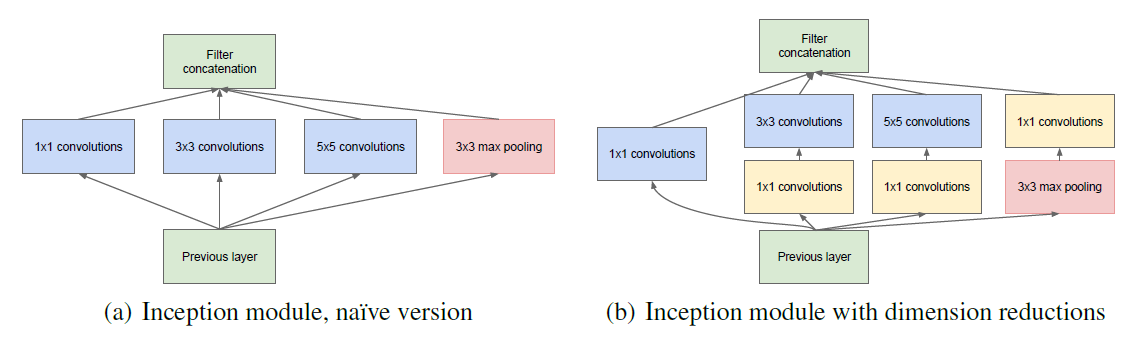 Filter
concatenation
1x1 convolutions
3x3 convolutions
5x5 convolutions
3x3 max pooling
Previous layer
(a) Inception module, naïve version
Filter
concatenation
3x3 convolutions
5x5 convolutions
1x1 convolutions
1x1 convolutions
1x1 convolutions
1x1 convolutions
3x3 max pooling
Previous layer
(b) Inception module with dimension reductions